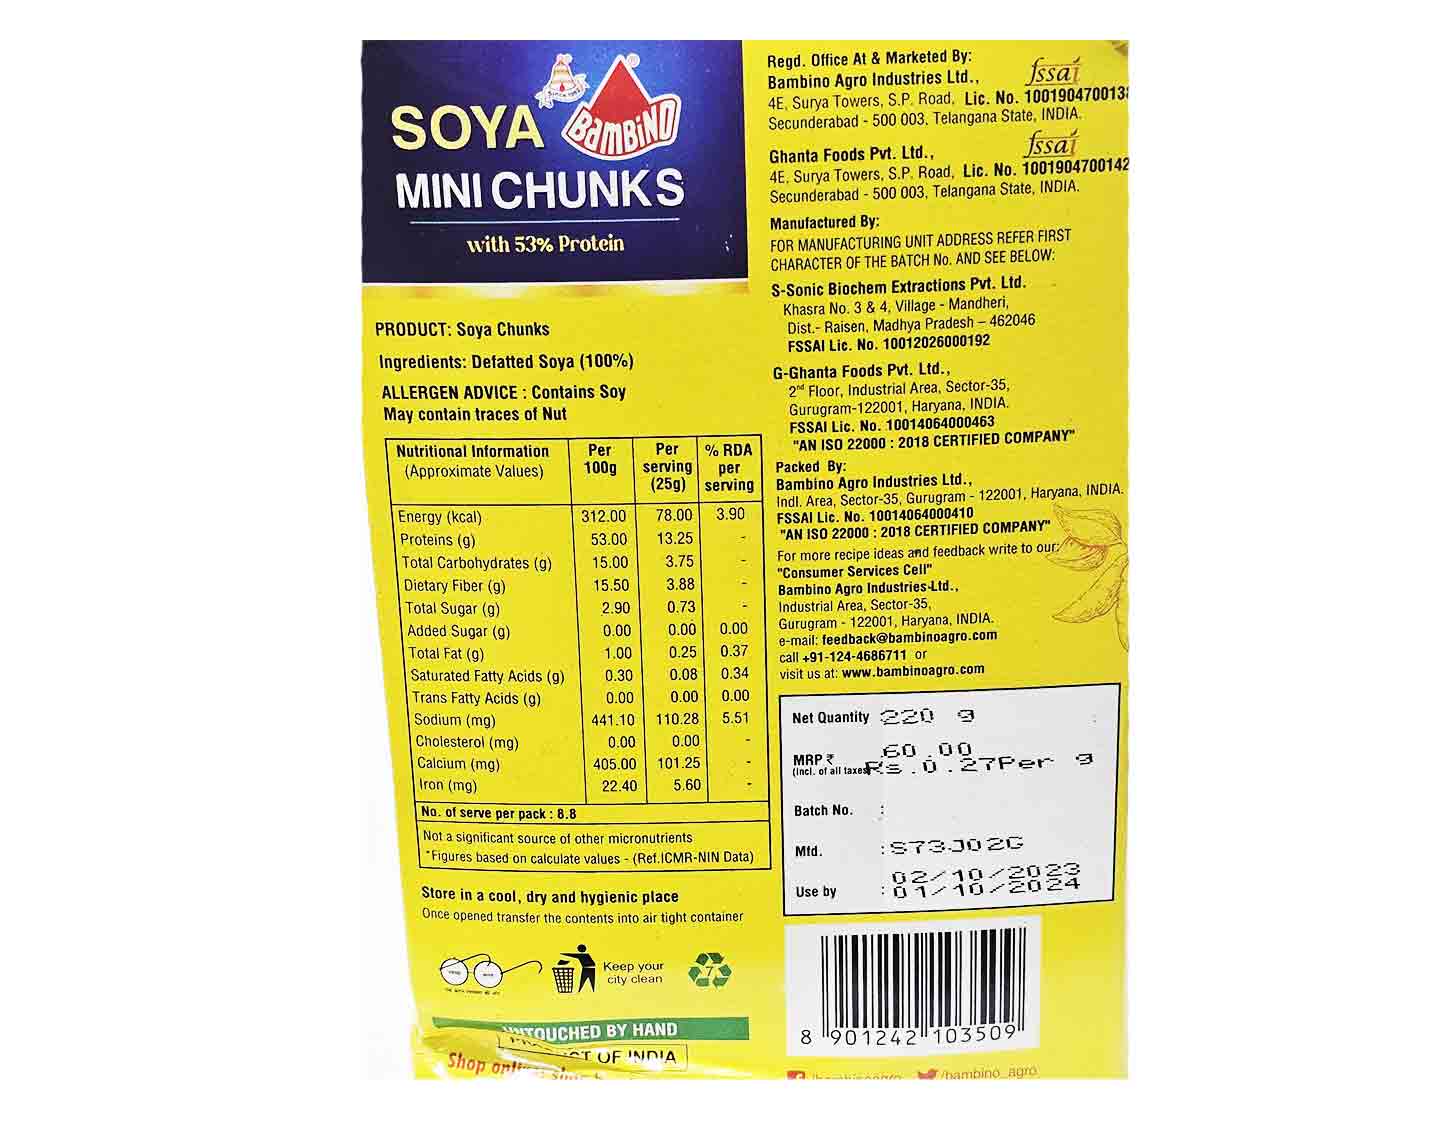 SOYA
SINCE 1982
BAMBINO
MINI CHUNKS
with 53% Protein
PRODUCT: Soya Chunks
Ingredients: Defatted Soya (100%)
ALLERGEN ADVICE : Contains Soy
May contain traces of Nut
Nutritional Information (Approximate Values) Per 100g Per serving (25g) % RDA per serving
Energy (kcal) 312.00 78.00 3.90
Proteins (g) 53.00 13.25 -
Total Carbohydrates (g) 15.00 3.75 -
Dietary Fiber (g) 15.50 3.88 -
Total Sugar (g) 2.90 0.73 -
Added Sugar (g) 0.00 0.00 0.00
Total Fat (g) 1.00 0.25 0.37
Saturated Fatty Acids (g) 0.30 0.08 0.34
Trans Fatty Acids (g) 0.00 0.00 0.00
Sodium (mg) 441.10 110.28 5.51
Cholesterol (mg) 0.00 0.00 -
Calcium (mg) 405.00 101.25 -
Iron (mg) 22.40 5.60 -
No. of serve per pack : 8.8
Not a significant source of other micronutrients
*Figures based on calculate values - (Ref.ICMR-NIN Data)
Store in a cool, dry and hygienic place
Once opened transfer the contents into air tight container
Keep your
city clean
7
UNTOUCHED BY HAND
OF INDIA
Shop
Regd. Office At & Marketed By:
Bambino Agro Industries Ltd.,
fssai
4E, Surya Towers, S.P. Road, Lic. No. 1001904700133
Secunderabad - 500 003, Telangana State, INDIA.
Ghanta Foods Pvt. Ltd.,
fssai
4E, Surya Towers, S.P. Road, Lic. No. 1001904700142
Secunderabad - 500 003, Telangana State, INDIA.
Manufactured By:
FOR MANUFACTURING UNIT ADDRESS REFER FIRST
CHARACTER OF THE BATCH No. AND SEE BELOW:
S-Sonic Biochem Extractions Pvt. Ltd.
Khasra No. 3 & 4, Village - Mandheri,
Dist.- Raisen, Madhya Pradesh – 462046
FSSAI Lic. No. 10012026000192
G-Ghanta Foods Pvt. Ltd.,
2nd Floor, Industrial Area, Sector-35,
Gurugram-122001, Haryana, INDIA.
FSSAI Lic. No. 10014064000463
"AN ISO 22000 : 2018 CERTIFIED COMPANY"
Packed By:
Bambino Agro Industries Ltd.,
Indl. Area, Sector-35, Gurugram - 122001, Haryana, INDIA.
FSSAI Lic. No. 10014064000410
"AN ISO 22000 : 2018 CERTIFIED COMPANY"
For more recipe ideas and feedback write to our:
"Consumer Services Cell"
Bambino Agro Industries Ltd.,
Industrial Area, Sector-35,
Gurugram - 122001, Haryana, INDIA.
e-mail: feedback@bambinoagro.com
call +91-124-4686711 or
visit us at: www.bambinoagro.com
Net Quantity 220 g
MRP ₹ 60.00
(Incl. of all taxes) Rs.0.27Per g
Batch No. :
Mfd. : S73J02G
02/10/2023
Use by : 01/10/2024
8 901242 103509
/bambino_agro